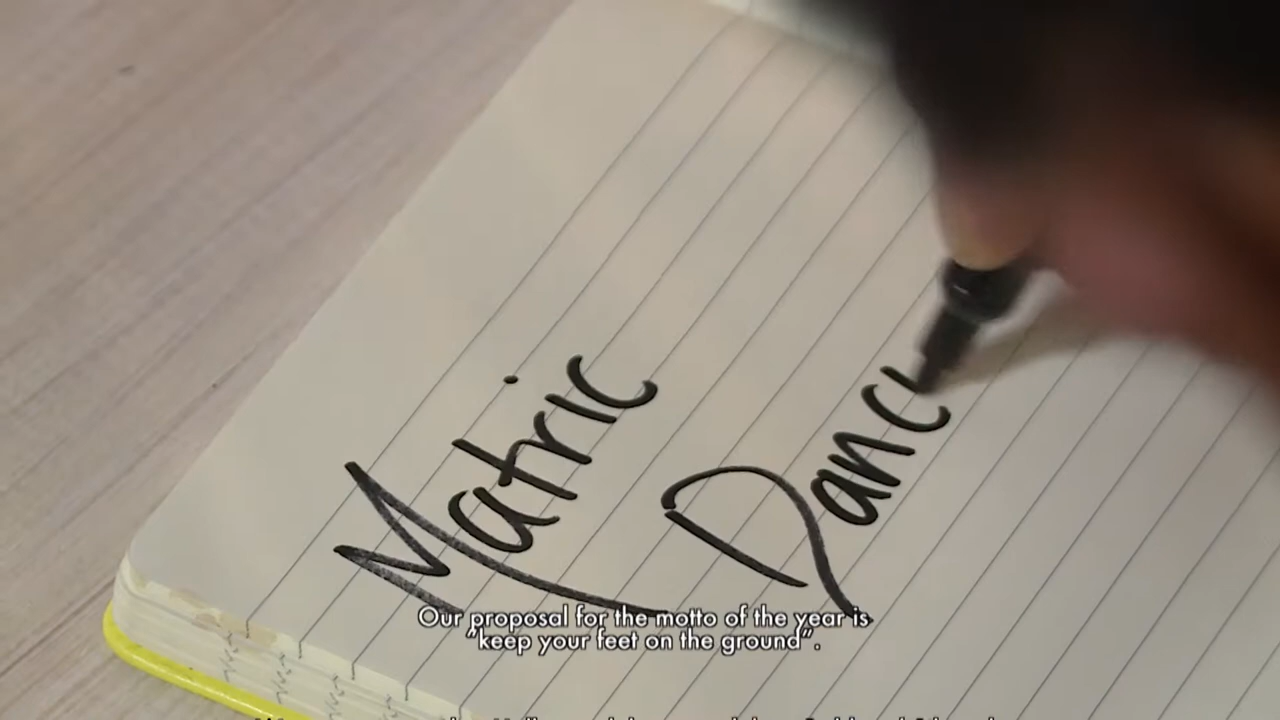 Matric
Danc
Our proposal for the motto of the year is
"keep your feet on the ground".